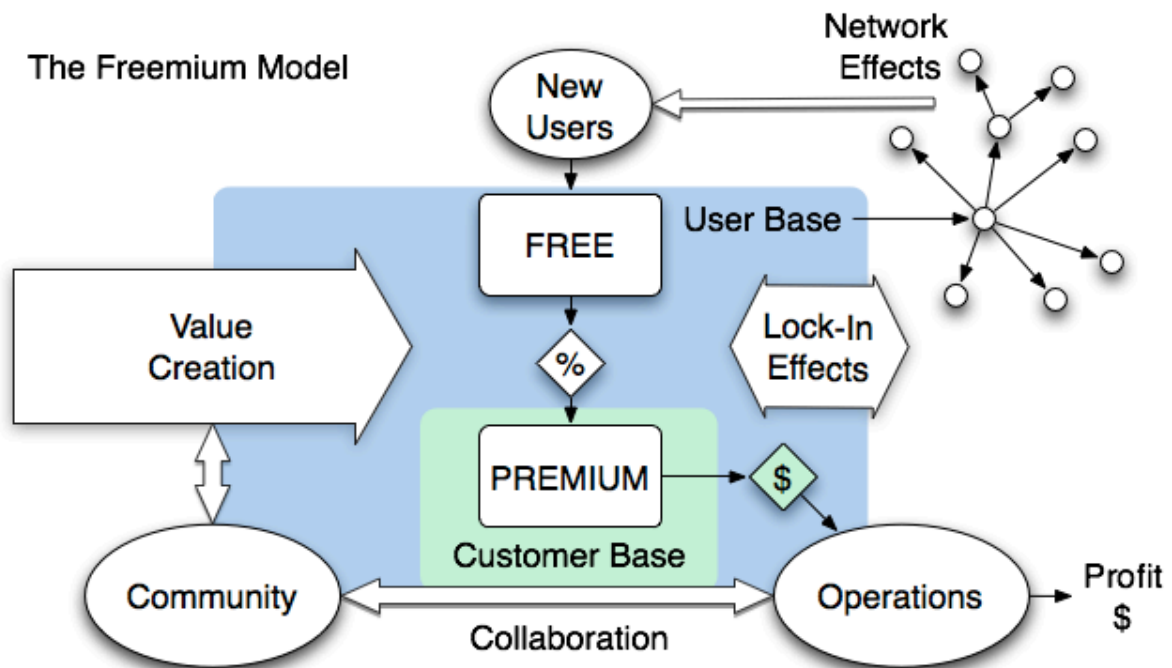 The Freemium Model
Network
Effects
New
Users
FREE
User Base
Value
Creation
%
Lock-In
Effects
PREMIUM
$
Customer Base
Community
Operations
Profit
$
Collaboration